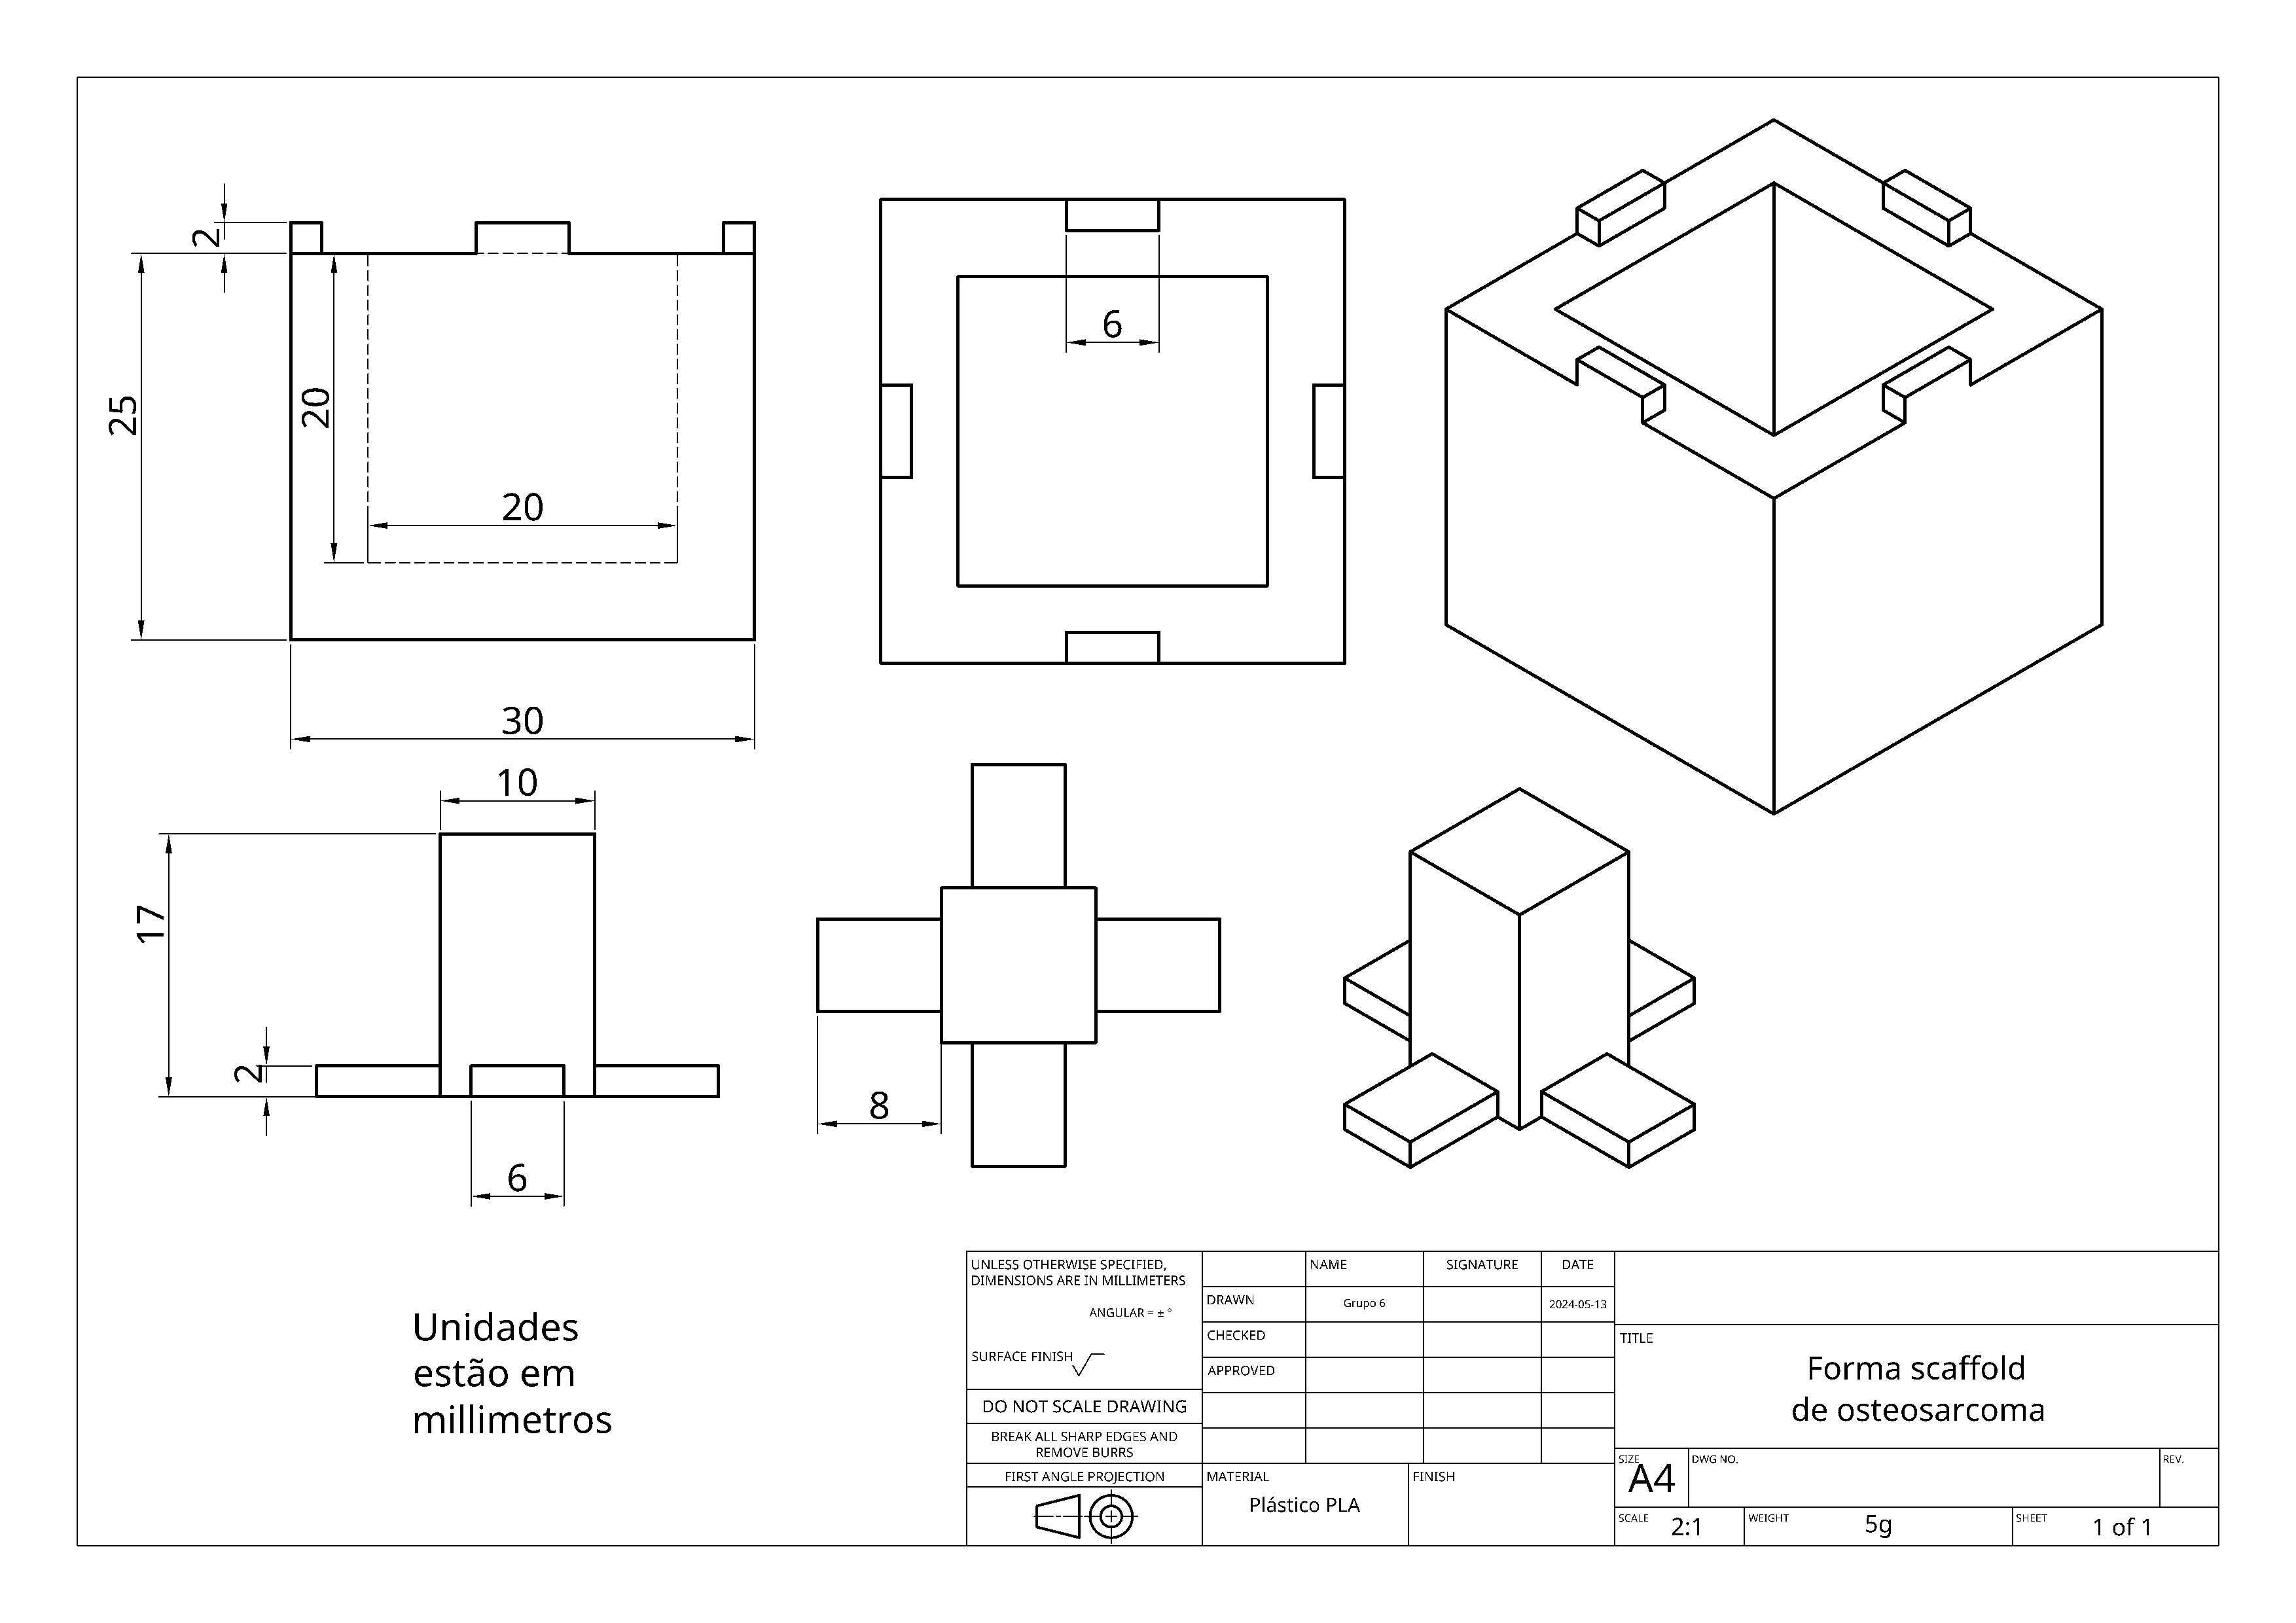 2
25
20
20
30
6
10
17
2
6
8
Unidades
estão em
millimetros
UNLESS OTHERWISE SPECIFIED,
DIMENSIONS ARE IN MILLIMETERS
ANGULAR = ± °
SURFACE FINISH
DO NOT SCALE DRAWING
BREAK ALL SHARP EDGES AND
REMOVE BURRS
FIRST ANGLE PROJECTION
NAME SIGNATURE DATE
DRAWN Grupo 6 2024-05-13
CHECKED
APPROVED
MATERIAL
Plástico PLA
FINISH
TITLE
Forma scaffold
de osteosarcoma
SIZE
A4
DWG NO.
REV.
SCALE 2:1
WEIGHT 5g
SHEET 1 of 1